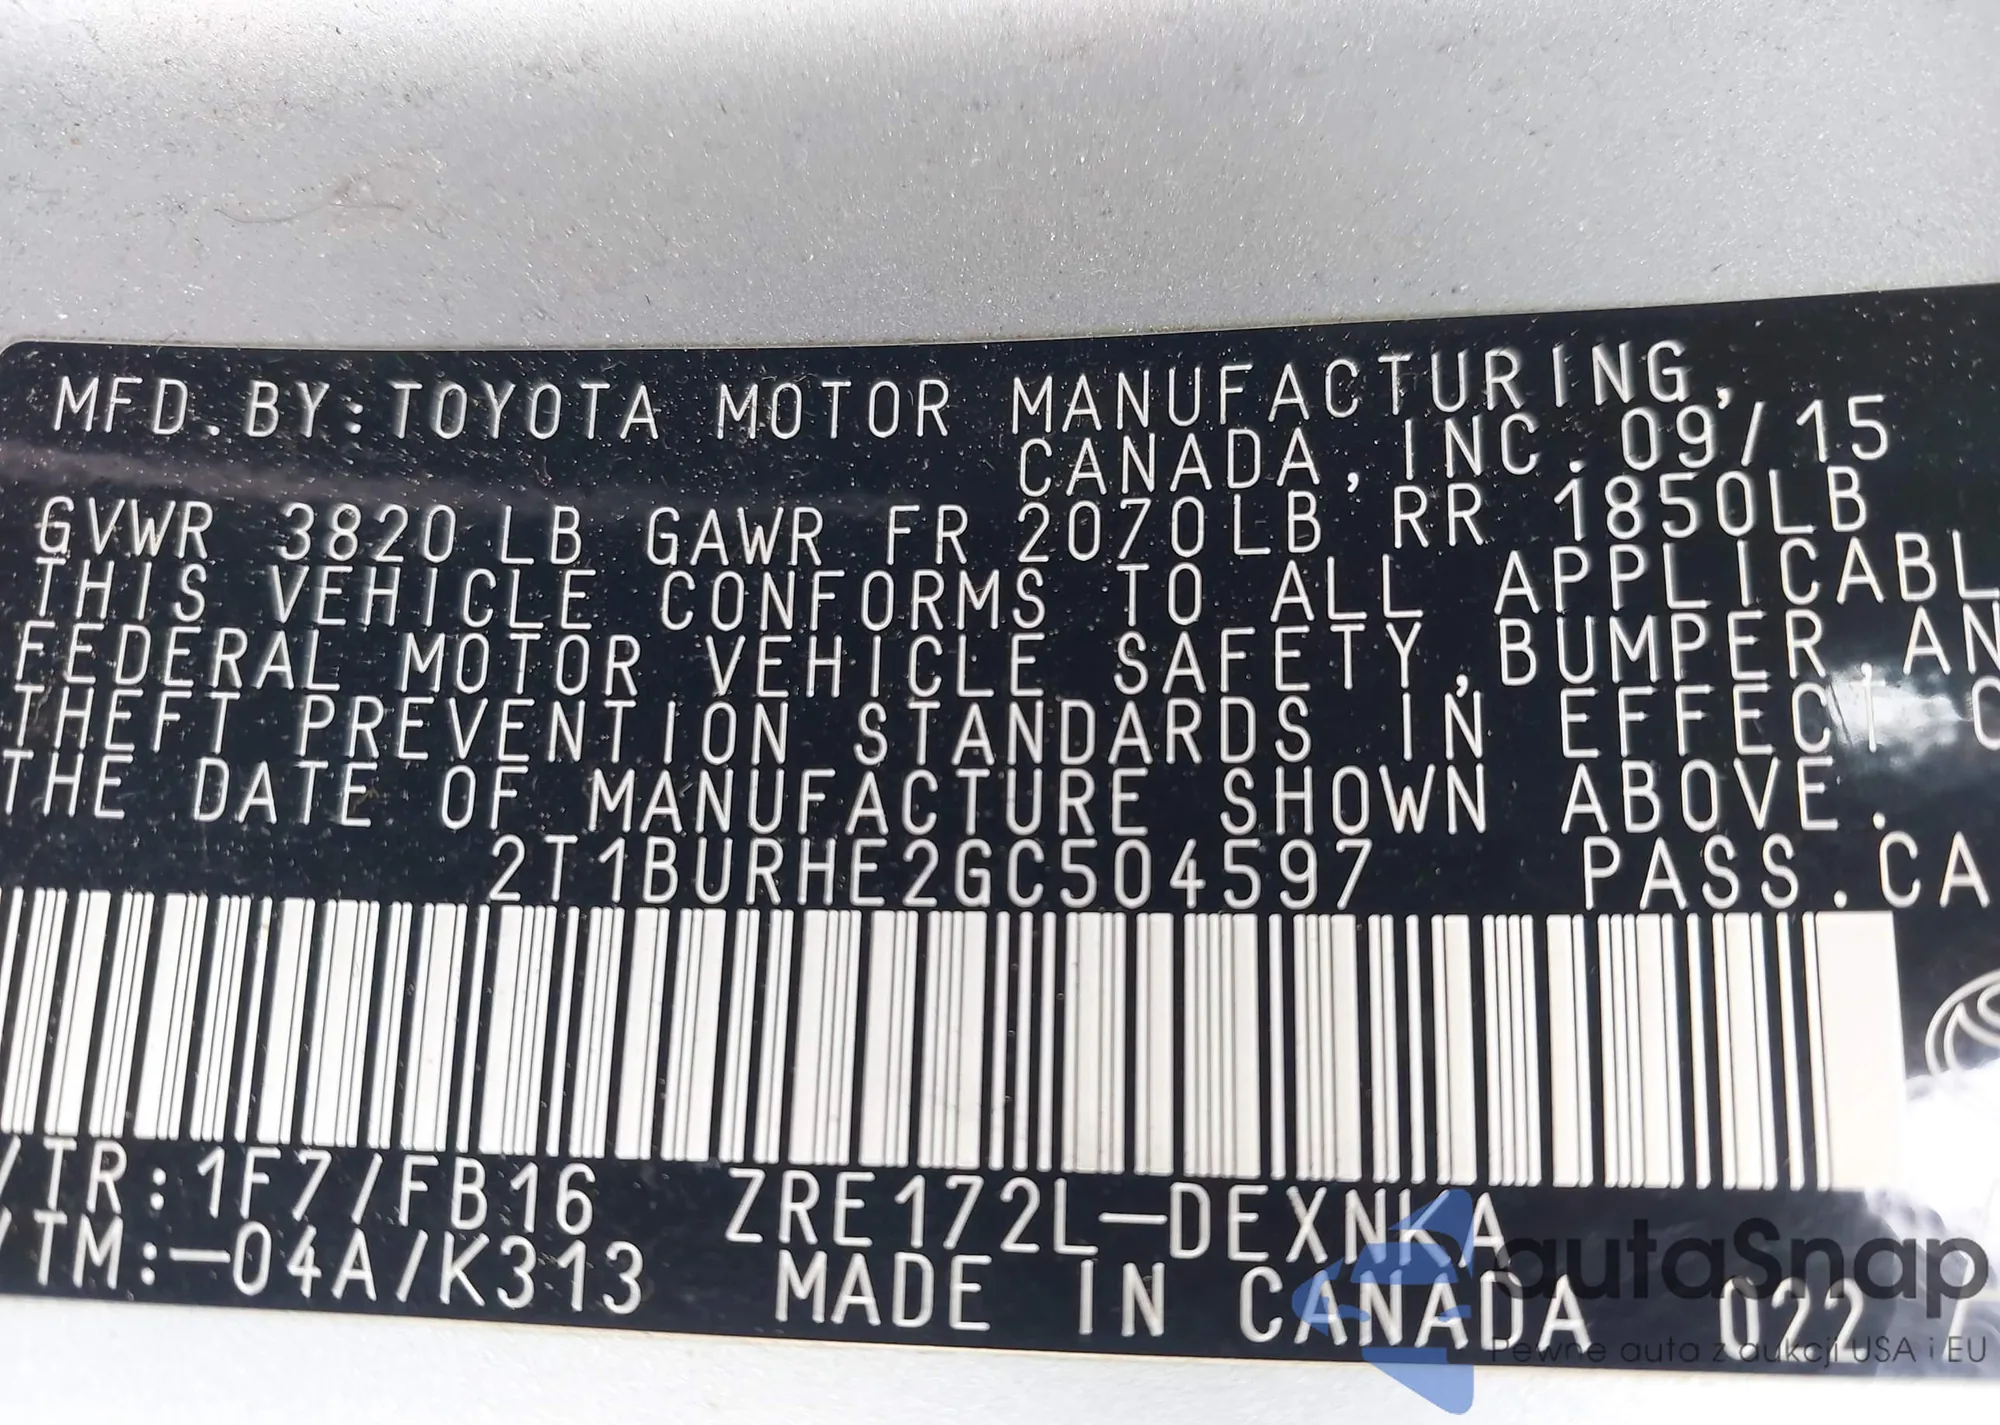 MFD.BY:TOYOTA MOTOR MANUFACTURING,
CANADA,INC.09/15
GVWR 3820LB GAWR FR 2070LB RR 1850LB
THIS VEHICLE CONFORMS TO ALL APPLICABL
FEDERAL MOTOR VEHICLE SAFETY,BUMPER,AN
THEFT PREVENTION STANDARDS IN EFFECT O
THE DATE OF MANUFACTURE SHOWN ABOVE.
2T1BURHE2GC504597 PASS.CA
/TR:1F7/FB16 ZRE172L-DEXNKA
/TM:-04A/K313 MADE IN CANADA 022
autaSnap
Pewne auta z aukcji USA i EU